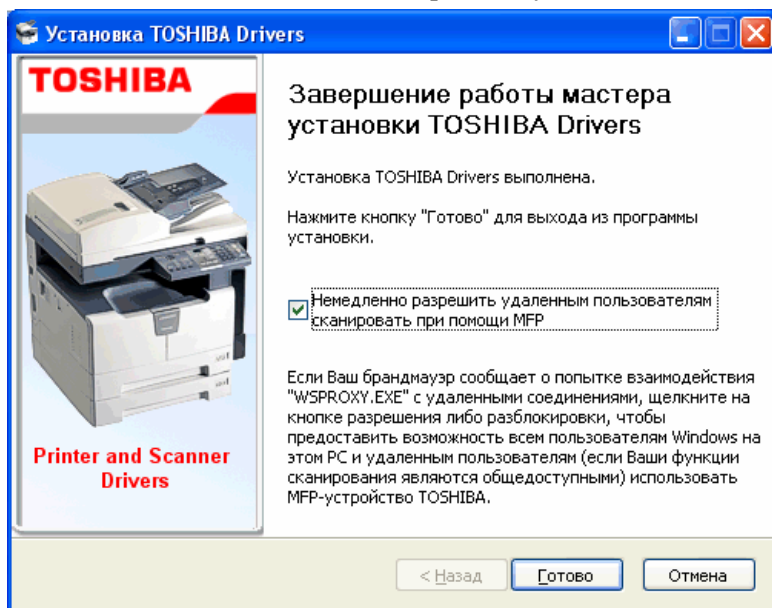 Установка TOSHIBA Drivers
TOSHIBA
Printer and Scanner
Drivers
Завершение работы мастера
установки TOSHIBA Drivers
Установка TOSHIBA Drivers выполнена.
Нажмите кнопку "Готово" для выхода из программы
установки.
Немедленно разрешить удаленным пользователям
сканировать при помощи MFP
Если Ваш брандмауэр сообщает о попытке взаимодействия
"WSPROXY.EXE" с удаленными соединениями, щелкните на
кнопке разрешения либо разблокировки, чтобы
предоставить возможность всем пользователям Windows на
этом PC и удаленным пользователям (если Ваши функции
сканирования являются общедоступными) использовать
MFP-устройство TOSHIBA.
< Назад
Готово
Отмена